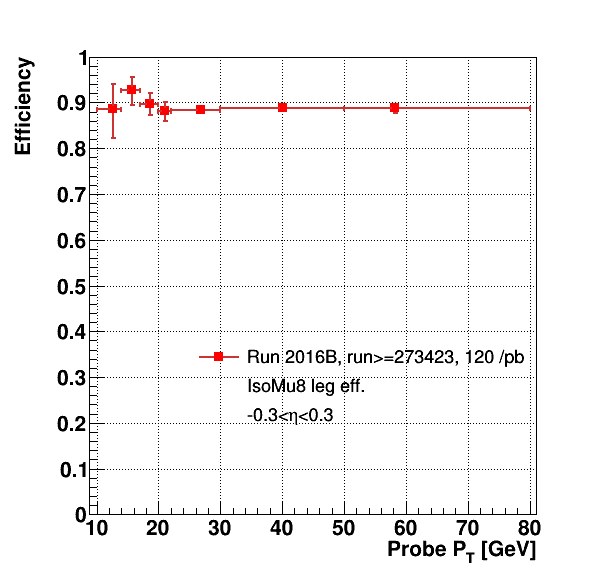 Efficiency
1
0.9
0.8
0.7
0.6
0.5
0.4
0.3
0.2
0.1
0
Run 2016B, run>=273423, 120 /pb
IsoMu8 leg eff.
-0.3<η<0.3
10 20 30 40 50 60 70 80
Probe P_T [GeV]